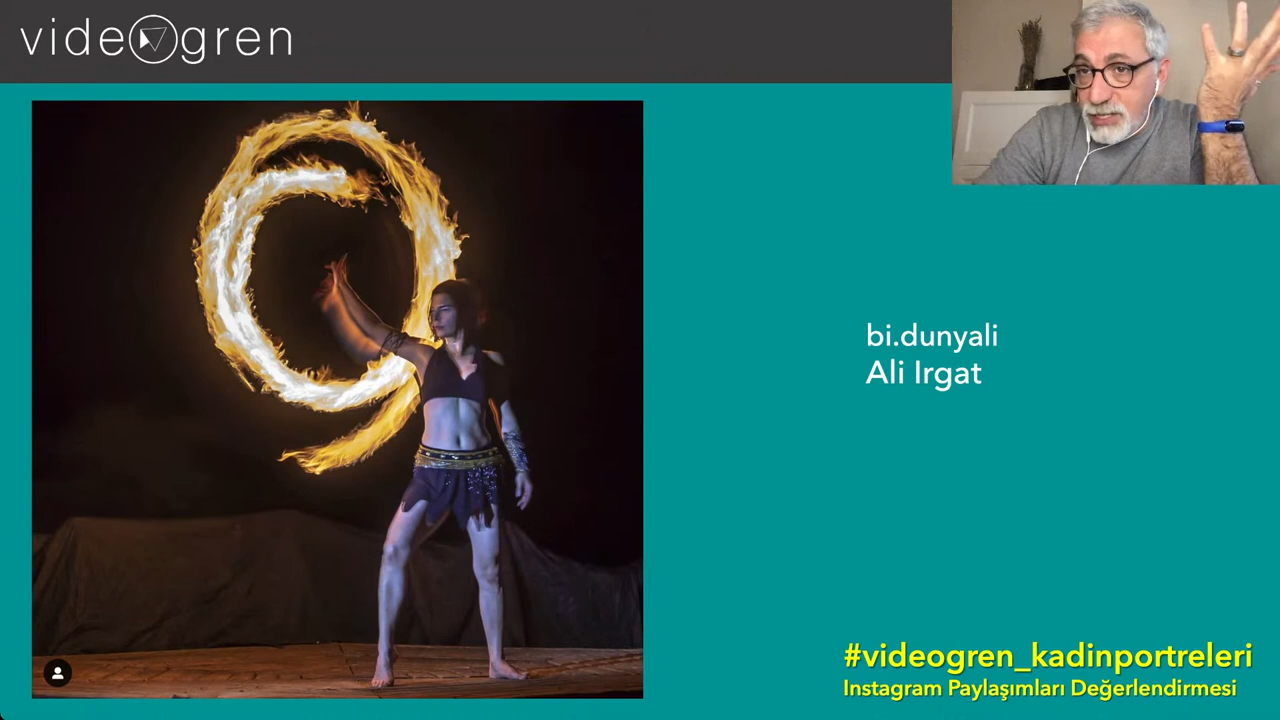 videogren
bi.dunyali
Ali Irgat
#videogren_kadinportreleri
Instagram Paylaşımları Değerlendirmesi